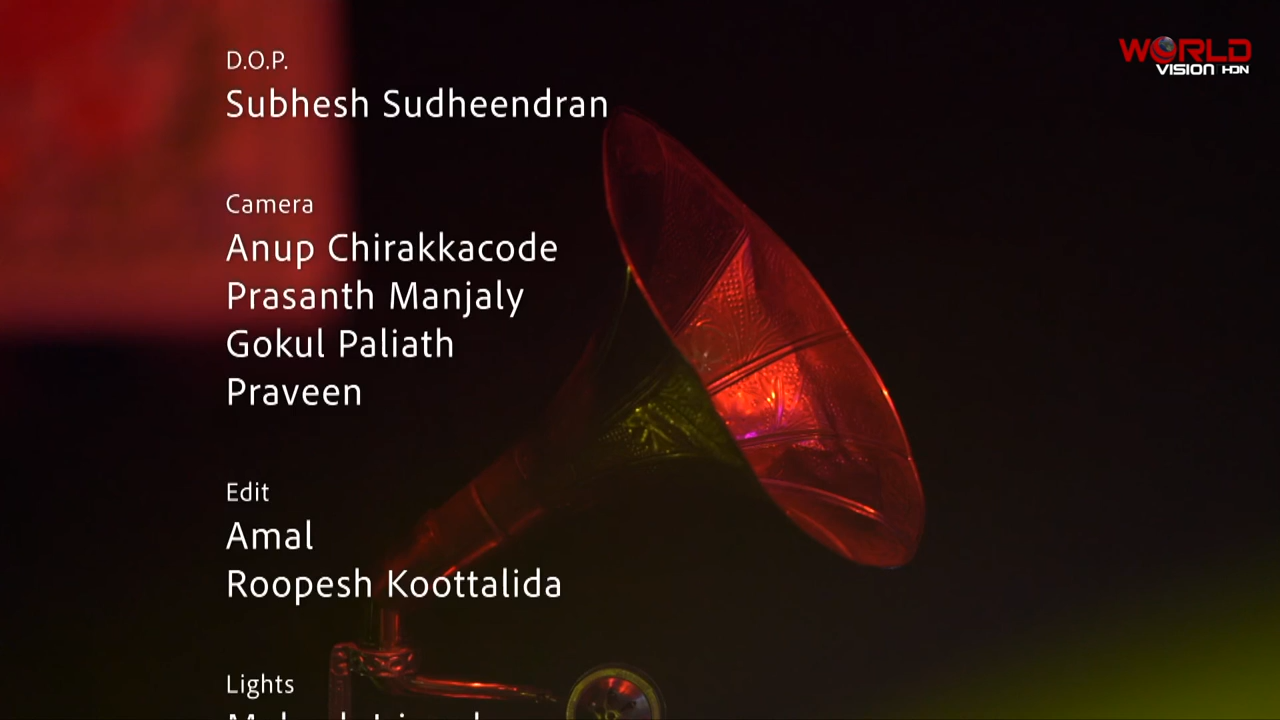 D.O.P.
Subhesh Sudheendran
WORLD
VISION HDN
Camera
Anup Chirakkacode
Prasanth Manjaly
Gokul Paliath
Praveen
Edit
Amal
Roopesh Koottalida
Lights